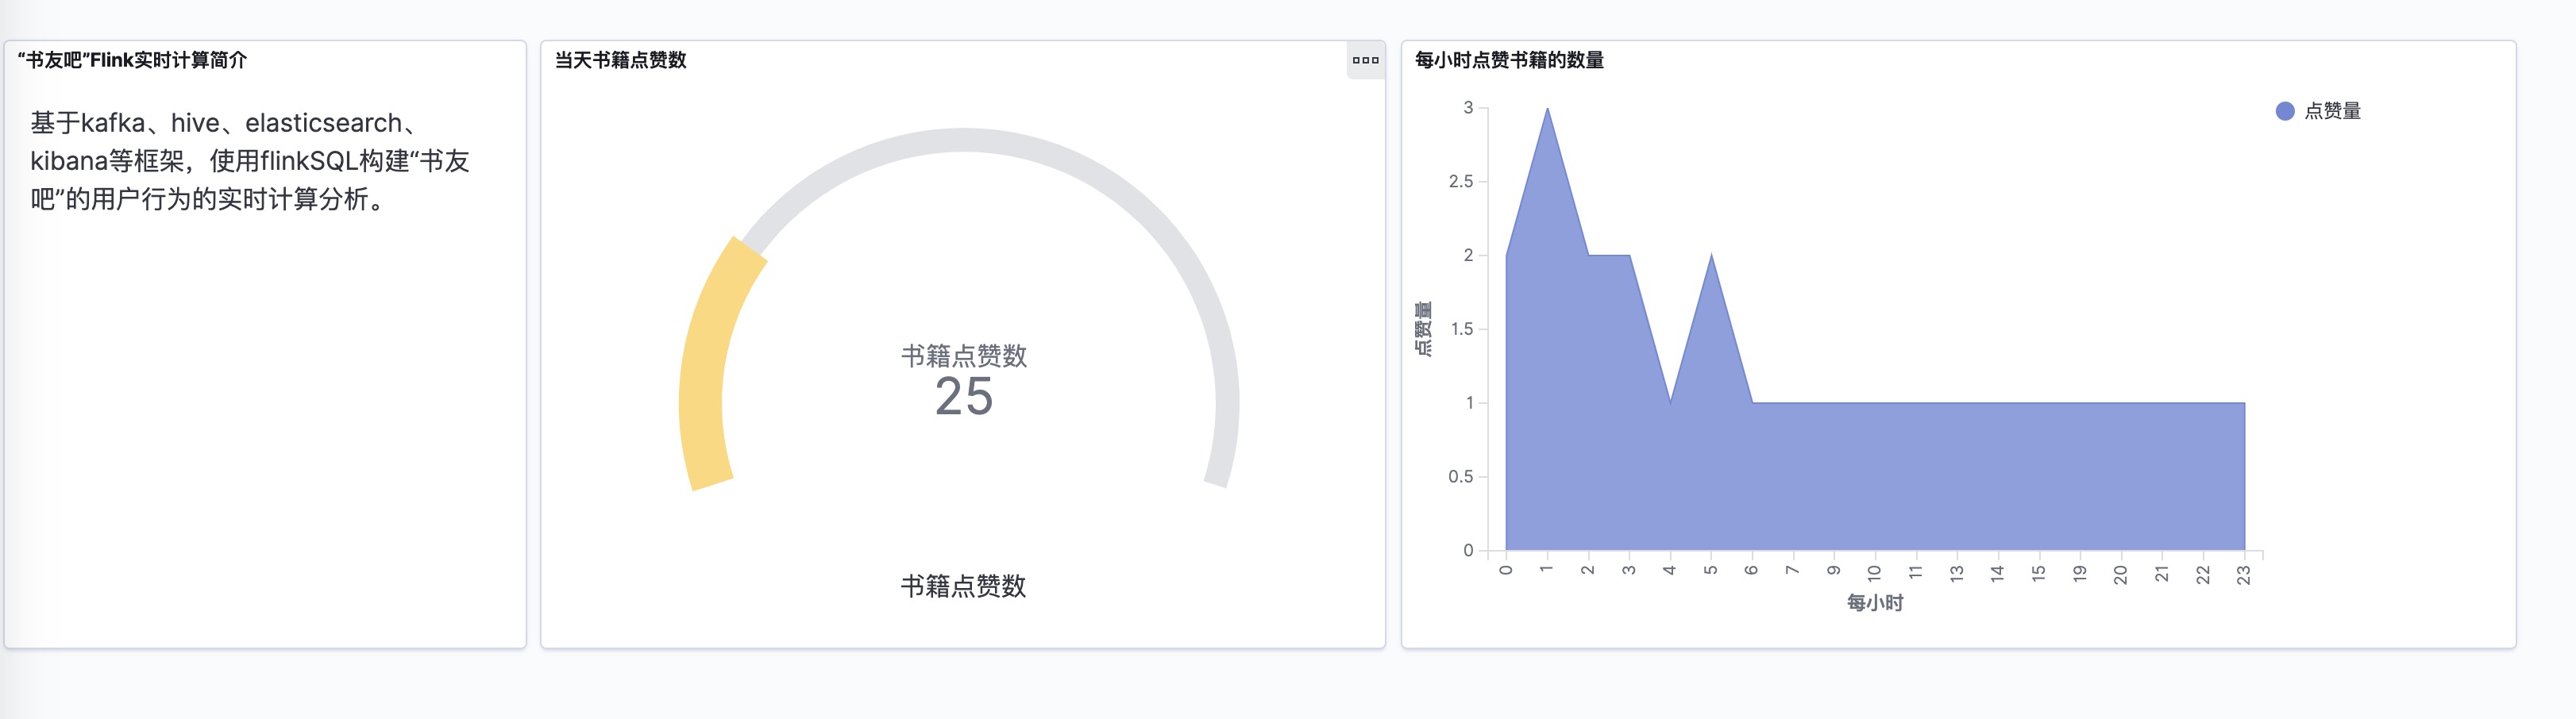 “书友吧”Flink实时计算简介
基于kafka、hive、elasticsearch、
kibana等框架，使用flinkSQL构建“书友
吧”的用户行为的实时计算分析。
当天书籍点赞数
书籍点赞数
25
书籍点赞数
每小时点赞书籍的数量
点赞量
3
2.5
2
1.5
1
0.5
0
点赞量
0 1 2 3 4 5 6 7 9 10 11 13 14 15 19 20 21 22 23
每小时